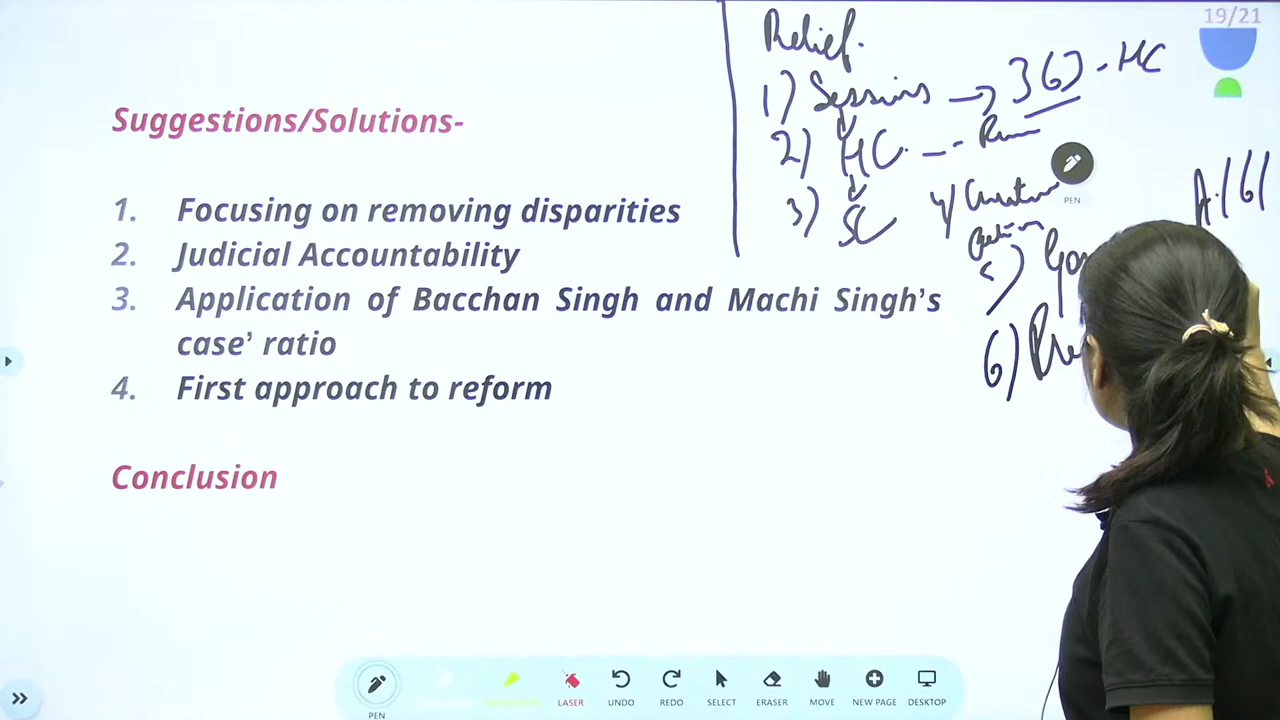 19/21
Relief.
1) Sessions → 363 - HC
2) HC. --
3) SC
4)
5)
6)
A.161
Suggestions/Solutions-
1. Focusing on removing disparities
2. Judicial Accountability
3. Application of Bacchan Singh and Machi Singh's
case’ ratio
4. First approach to reform
Conclusion
PEN
PEN
LASER
UNDO
REDO
SELECT
ERASER
MOVE
NEW PAGE
DESKTOP